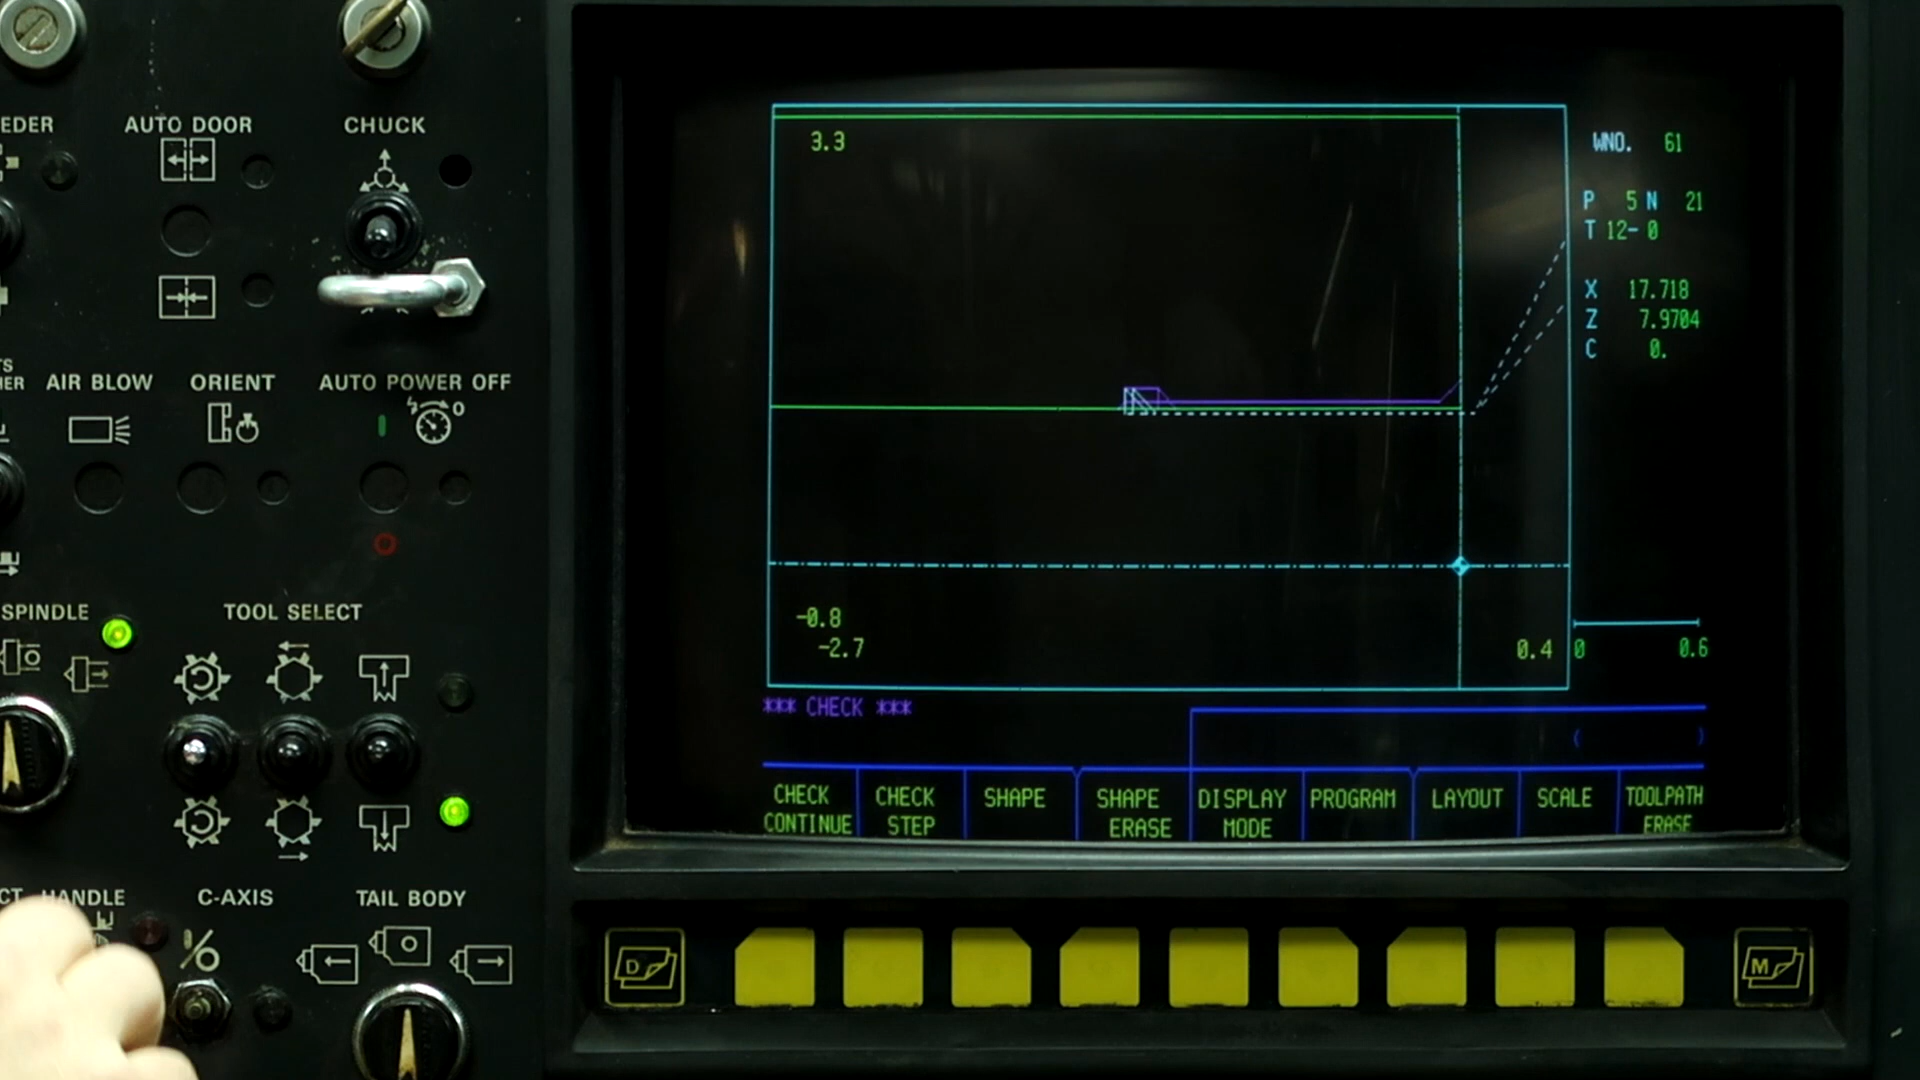 EDER
AUTO DOOR
CHUCK
AIR BLOW
ORIENT
AUTO POWER OFF
O
SPINDLE
TOOL SELECT
HANDLE
C-AXIS
TAIL BODY
3.3
-0.8
-2.7
0.4
0
0.6
WNO. 61
P 5 N 21
T 12- 0
X 17.718
Z 7.9704
C 0.
*** CHECK ***
( )
CHECK CONTINUE
CHECK STEP
SHAPE
SHAPE ERASE
DISPLAY MODE
PROGRAM
LAYOUT
SCALE
TOOLPATH ERASE
D
M